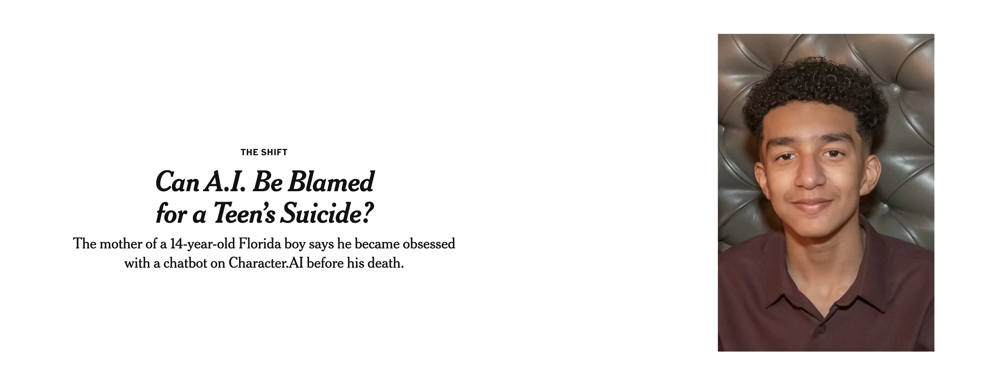 THE SHIFT
Can A.I. Be Blamed
for a Teen’s Suicide?
The mother of a 14-year-old Florida boy says he became obsessed
with a chatbot on Character.AI before his death.